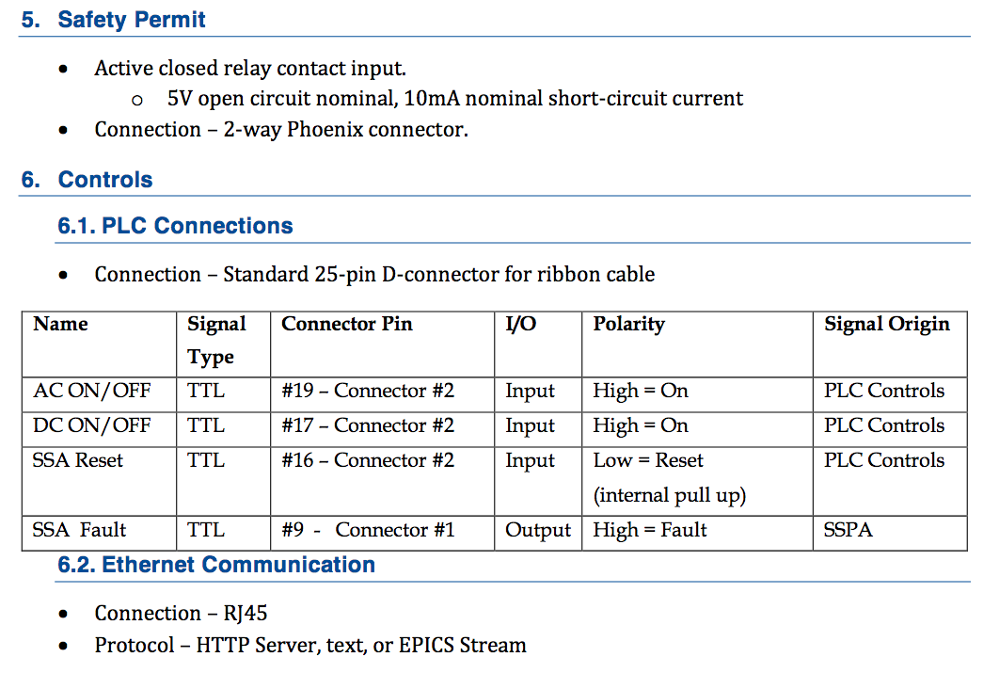 5. Safety Permit
• Active closed relay contact input.
o 5V open circuit nominal, 10mA nominal short-circuit current
• Connection – 2-way Phoenix connector.
6. Controls
6.1. PLC Connections
• Connection – Standard 25-pin D-connector for ribbon cable
Name Signal Type Connector Pin I/O Polarity Signal Origin
AC ON/OFF TTL #19 – Connector #2 Input High = On PLC Controls
DC ON/OFF TTL #17 – Connector #2 Input High = On PLC Controls
SSA Reset TTL #16 – Connector #2 Input Low = Reset (internal pull up) PLC Controls
SSA Fault TTL #9 - Connector #1 Output High = Fault SSPA
6.2. Ethernet Communication
• Connection – RJ45
• Protocol – HTTP Server, text, or EPICS Stream